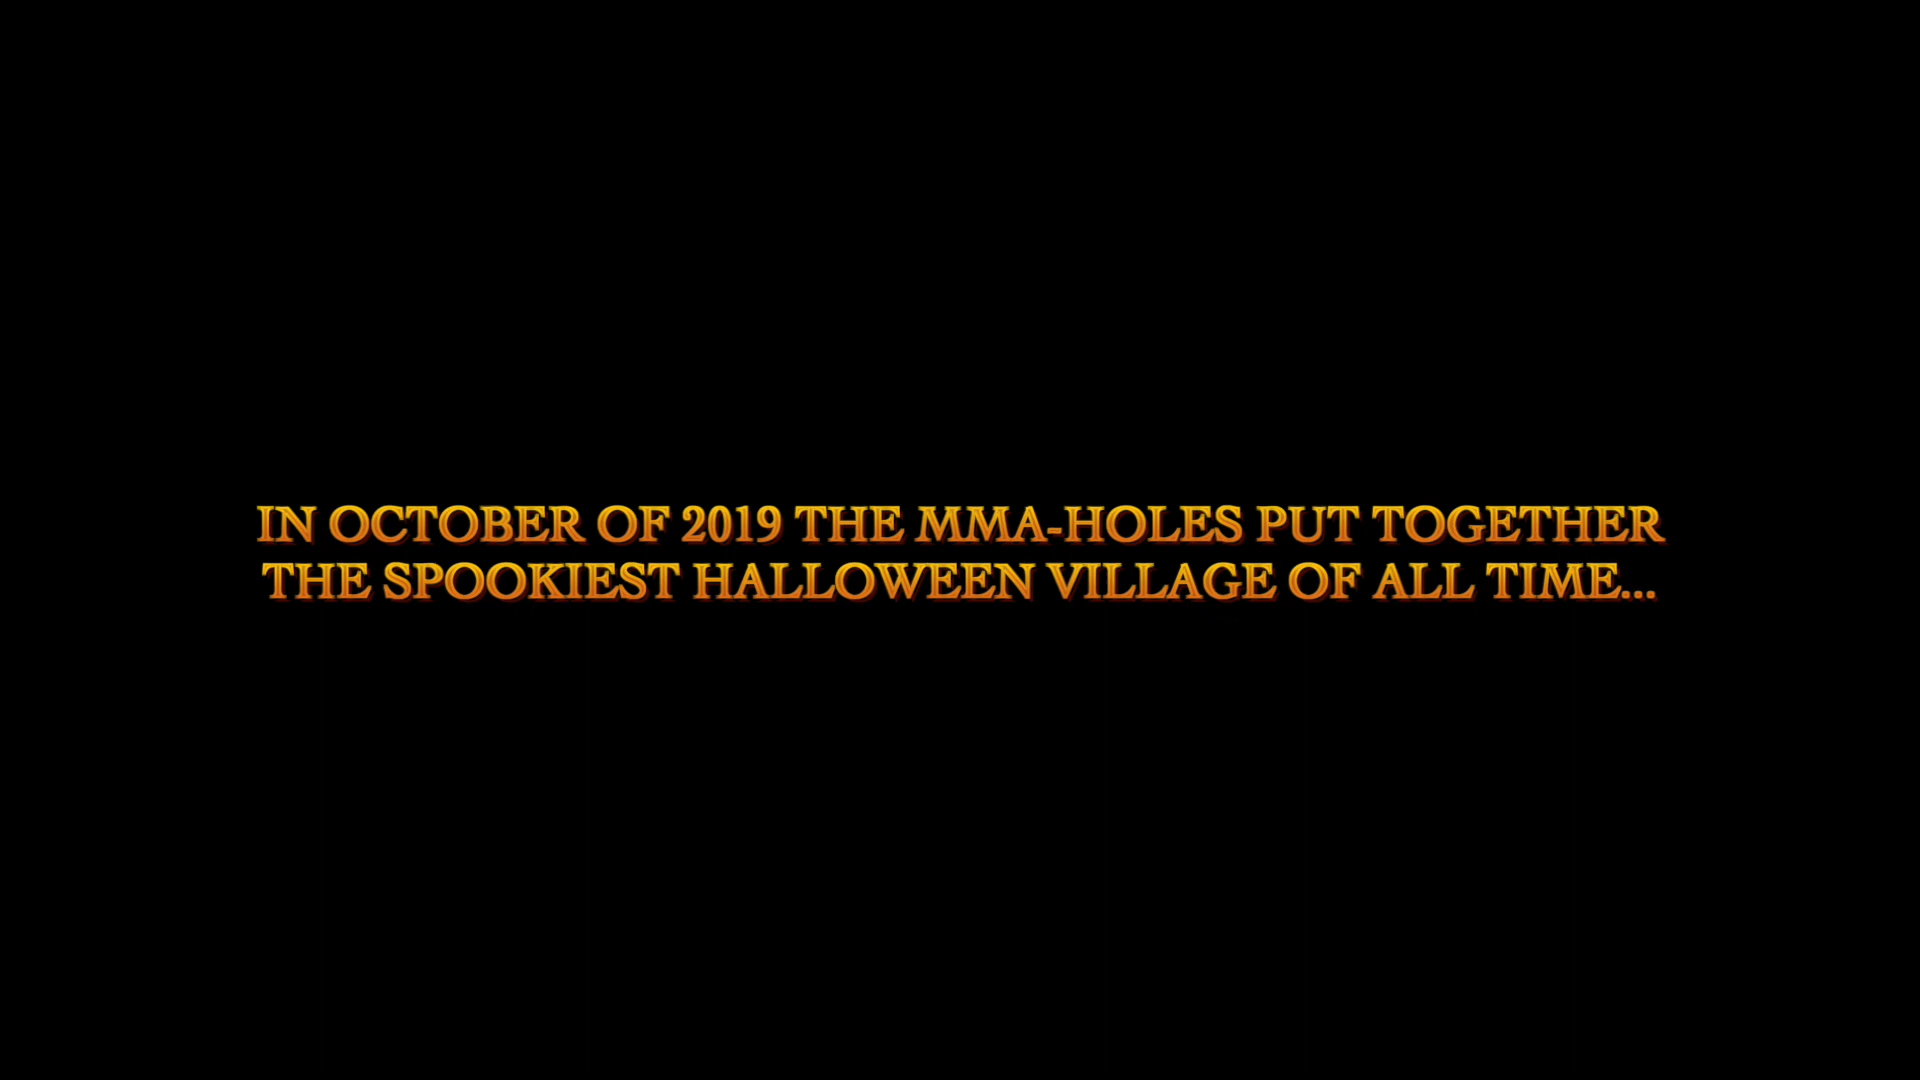 IN OCTOBER OF 2019 THE MMA-HOLES PUT TOGETHER
THE SPOOKIEST HALLOWEEN VILLAGE OF ALL TIME...